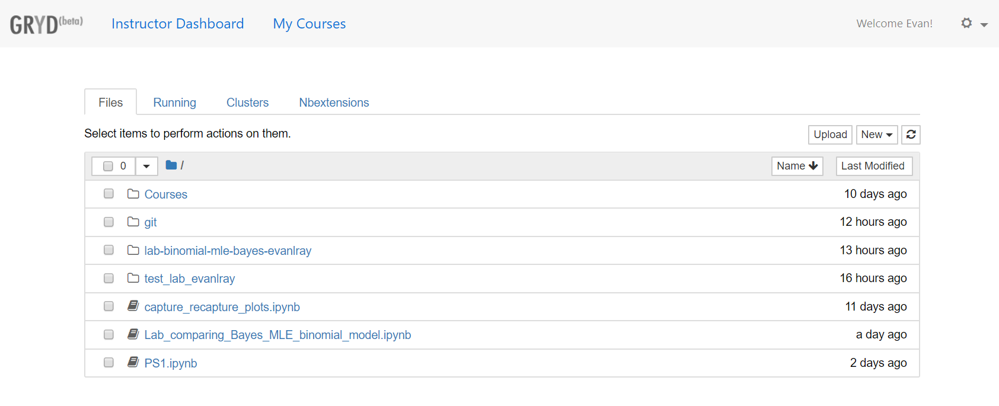 GRYD(beta) Instructor Dashboard My Courses Welcome Evan!
Files Running Clusters Nbextensions
Select items to perform actions on them. Upload New
0 / Name Last Modified
Courses 10 days ago
git 12 hours ago
lab-binomial-mle-bayes-evanlray 13 hours ago
test_lab_evanlray 16 hours ago
capture_recapture_plots.ipynb 11 days ago
Lab_comparing_Bayes_MLE_binomial_model.ipynb a day ago
PS1.ipynb 2 days ago